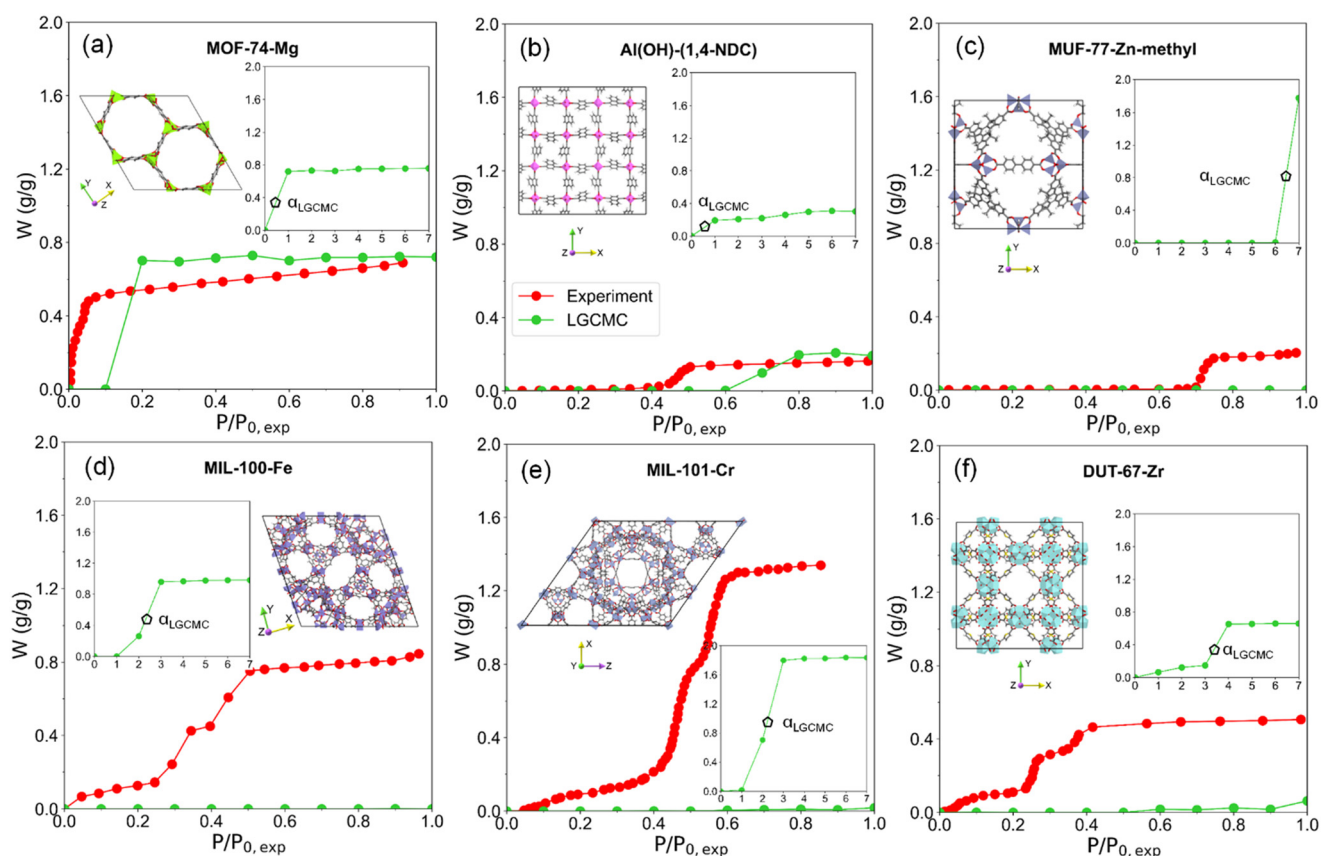 (a)
MOF-74-Mg
W (g/g)
2.0
1.6
1.2
0.8
0.4
0.0
0.0 0.2 0.4 0.6 0.8 1.0
P/P0, exp
2.0
1.6
1.2
0.8
0.4
0.0
0 1 2 3 4 5 6 7
αLGCMC
Y
X
Z
(b)
Al(OH)-(1,4-NDC)
W (g/g)
2.0
1.6
1.2
0.8
0.4
0.0
0.0 0.2 0.4 0.6 0.8 1.0
P/P0, exp
2.0
1.6
1.2
0.8
0.4
0.0
0 1 2 3 4 5 6 7
αLGCMC
Y
Z X
Experiment
LGCMC
(c)
MUF-77-Zn-methyl
W (g/g)
2.0
1.6
1.2
0.8
0.4
0.0
0.0 0.2 0.4 0.6 0.8 1.0
P/P0, exp
2.0
1.6
1.2
0.8
0.4
0.0
0 1 2 3 4 5 6 7
αLGCMC
Y
Z X
(d)
MIL-100-Fe
W (g/g)
2.0
1.6
1.2
0.8
0.4
0.0
0.0 0.2 0.4 0.6 0.8 1.0
P/P0, exp
2.0
1.6
1.2
0.8
0.4
0.0
0 1 2 3 4 5 6 7
αLGCMC
Y
X
Z
(e)
MIL-101-Cr
W (g/g)
2.0
1.6
1.2
0.8
0.4
0.0
0.0 0.2 0.4 0.6 0.8 1.0
P/P0, exp
2.0
1.6
1.2
0.8
0.4
0.0
0 1 2 3 4 5 6 7
αLGCMC
X
Y Z
(f)
DUT-67-Zr
W (g/g)
2.0
1.6
1.2
0.8
0.4
0.0
0.0 0.2 0.4 0.6 0.8 1.0
P/P0, exp
2.0
1.6
1.2
0.8
0.4
0.0
0 1 2 3 4 5 6 7
αLGCMC
Y
Z X